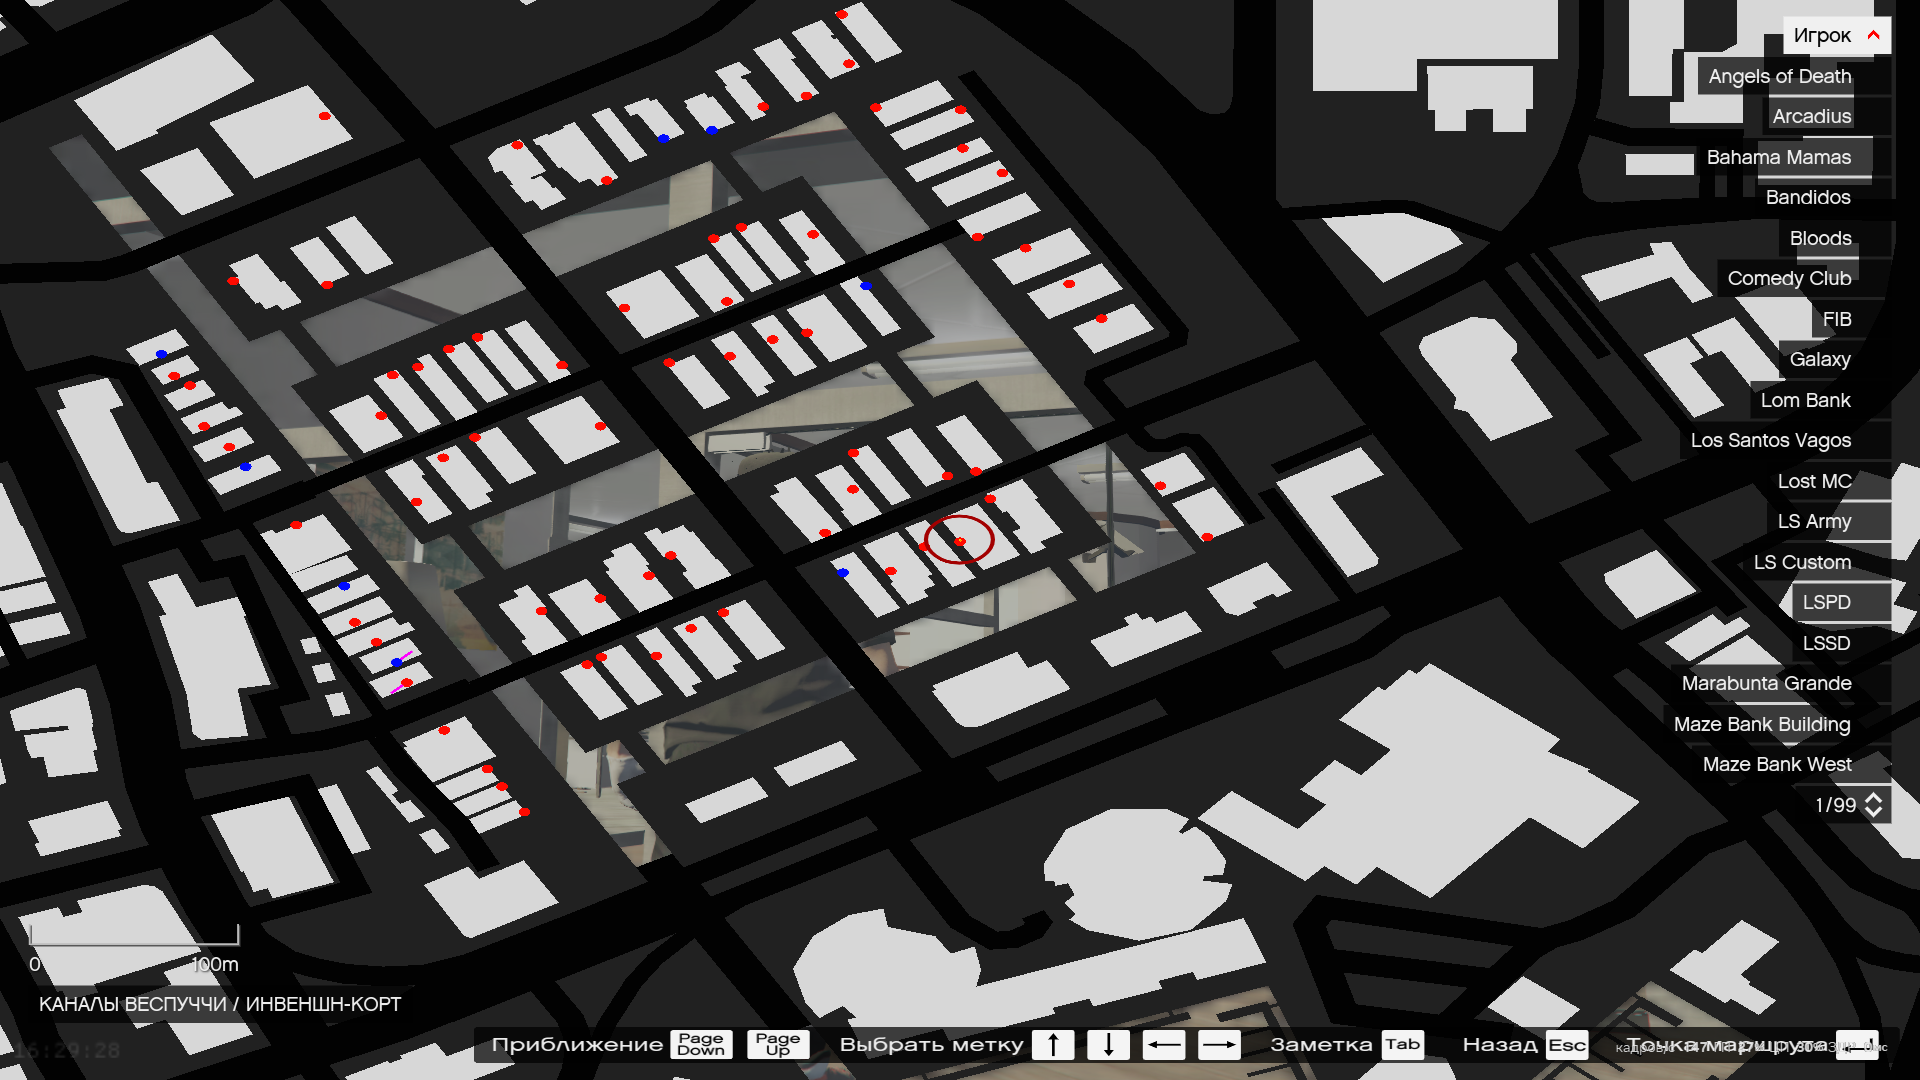 Игрок
Angels of Death
Arcadius
Bahama Mamas
Bandidos
Bloods
Comedy Club
FIB
Galaxy
Lom Bank
Los Santos Vagos
Lost MC
LS Army
LS Custom
LSPD
LSSD
Marabunta Grande
Maze Bank Building
Maze Bank West
1/99
0 100m
КАНАЛЫ ВЕСПУЧЧИ / ИНВЕНШН-КОРТ
16:29:28
Приближение Page Down Page Up Выбрать метку ↑ ↓ ← → Заметка Tab Назад Esc Точка маршрута